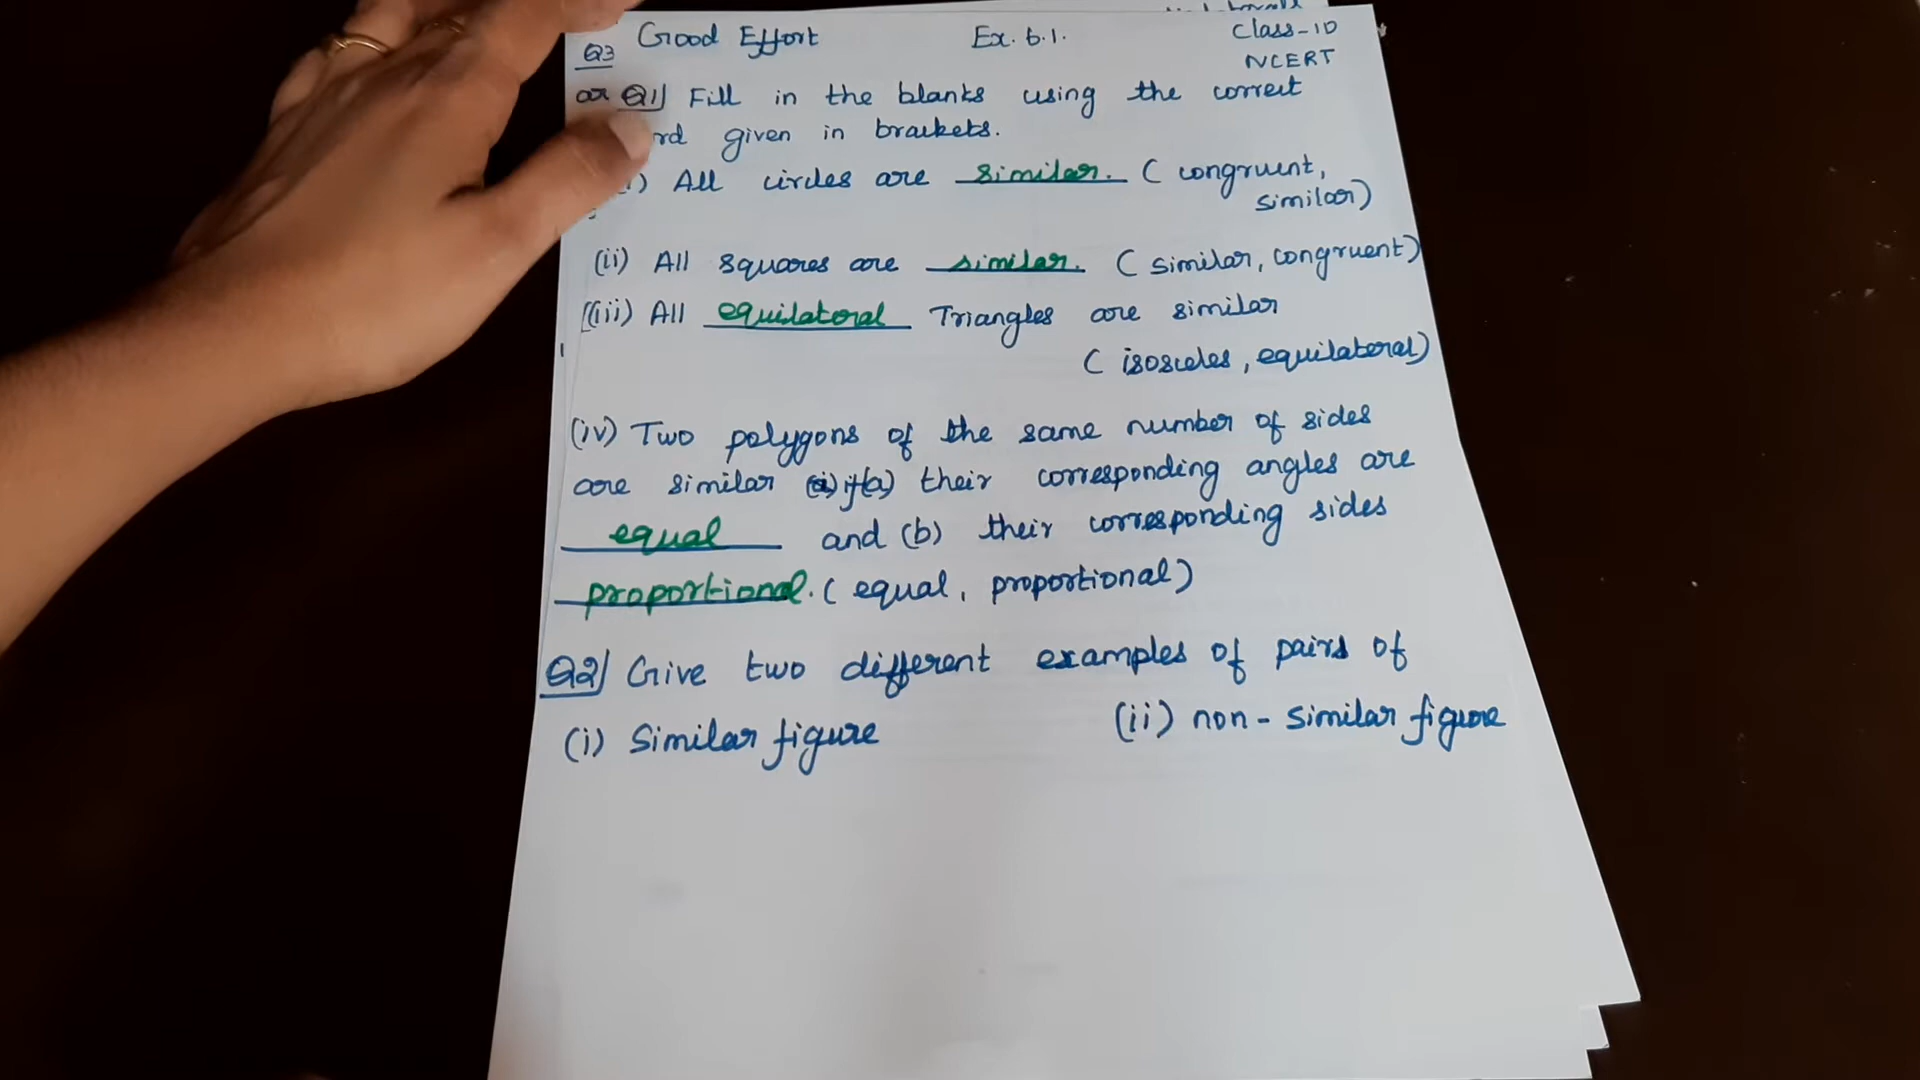 Good Effort Ex. 6.1. Class-10
Q3 NCERT
Q1) Fill in the blanks using the correct
rd given in brackets.
) All circles are similar. (congruent,
similar)
(ii) All squares are similar. (similar, congruent)
(iii) All equilateral Triangles are similar
(isosceles, equilateral)
(iv) Two polygons of the same number of sides
are similar if (a) their corresponding angles are
equal and (b) their corresponding sides
proportional. (equal, proportional)
Q2) Give two different examples of pairs of
(i) Similar figure (ii) non-similar figure